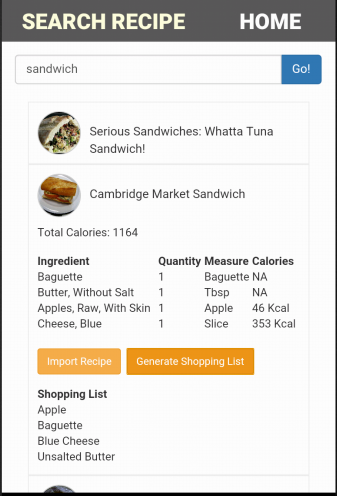 SEARCH RECIPE HOME
sandwich Go!
Serious Sandwiches: Whatta Tuna
Sandwich!
Cambridge Market Sandwich
Total Calories: 1164
Ingredient Quantity Measure Calories
Baguette 1 Baguette NA
Butter, Without Salt 1 Tbsp NA
Apples, Raw, With Skin 1 Apple 46 Kcal
Cheese, Blue 1 Slice 353 Kcal
Import Recipe Generate Shopping List
Shopping List
Apple
Baguette
Blue Cheese
Unsalted Butter